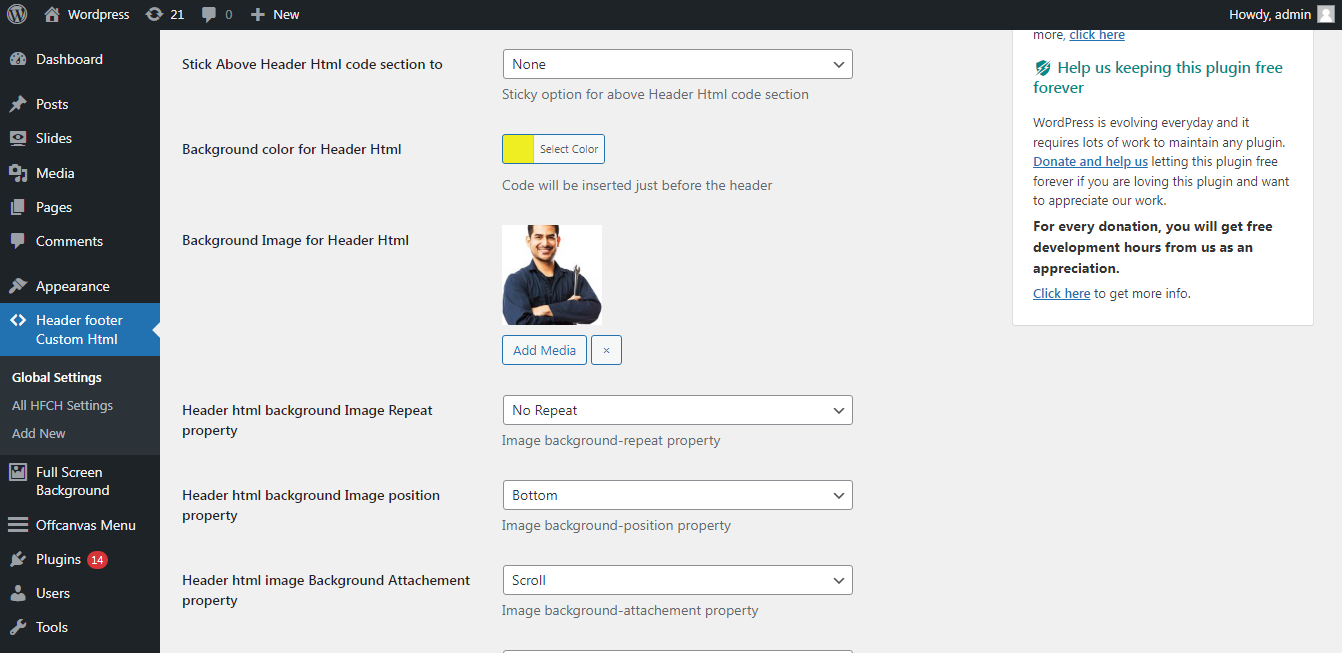 Wordpress 21 0 New Howdy, admin
Dashboard
Posts
Slides
Media
Pages
Comments
Appearance
Header footer
Custom Html
Global Settings
All HFCH Settings
Add New
Full Screen
Background
Offcanvas Menu
Plugins 14
Users
Tools
Stick Above Header Html code section to
None
Sticky option for above Header Html code section
Background color for Header Html
Select Color
Code will be inserted just before the header
Background Image for Header Html
Add Media ×
Header html background Image Repeat
property
No Repeat
Image background-repeat property
Header html background Image position
property
Bottom
Image background-position property
Header html image Background Attachement
property
Scroll
Image background-attachement property
more, click here
Help us keeping this plugin free
forever
WordPress is evolving everyday and it
requires lots of work to maintain any plugin.
Donate and help us letting this plugin free
forever if you are loving this plugin and want
to appreciate our work.
For every donation, you will get free
development hours from us as an
appreciation.
Click here to get more info.